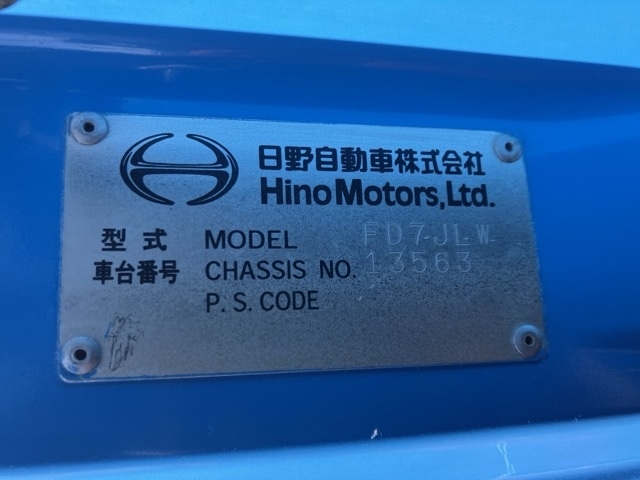 日野自動車株式会社
Hino Motors, Ltd.
型式 MODEL FD7JLW
車台番号 CHASSIS NO. 13563
P.S. CODE